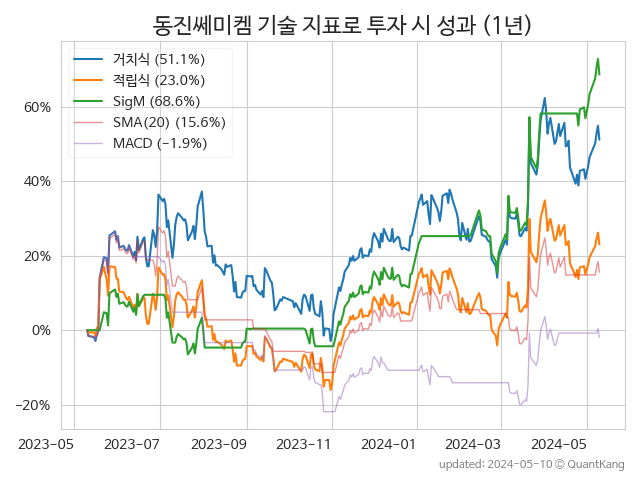 동진쎄미켐 기술 지표로 투자 시 성과 (1년)
거치식 (51.1%)
적립식 (23.0%)
SigM (68.6%)
SMA(20) (15.6%)
MACD (−1.9%)
60%
40%
20%
0%
−20%
2023-05 2023-07 2023-09 2023-11 2024-01 2024-03 2024-05
updated: 2024-05-10 ⓒ QuantKang